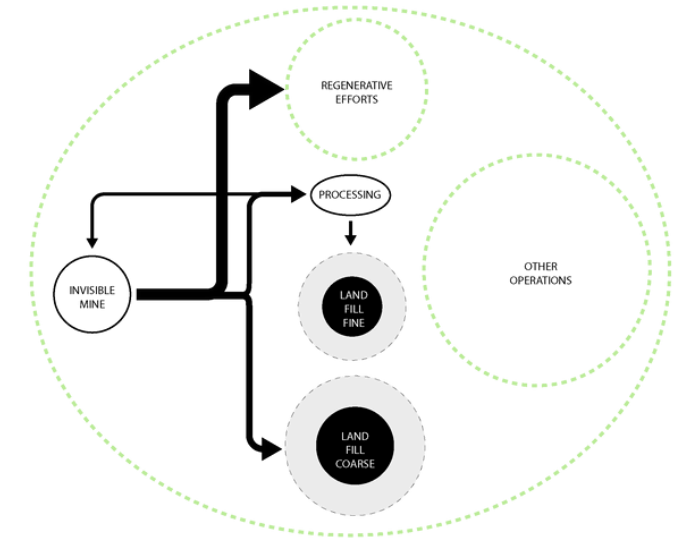 REGENERATIVE
EFFORTS
PROCESSING
INVISIBLE
MINE
LAND
FILL
FINE
OTHER
OPERATIONS
LAND
FILL
COARSE